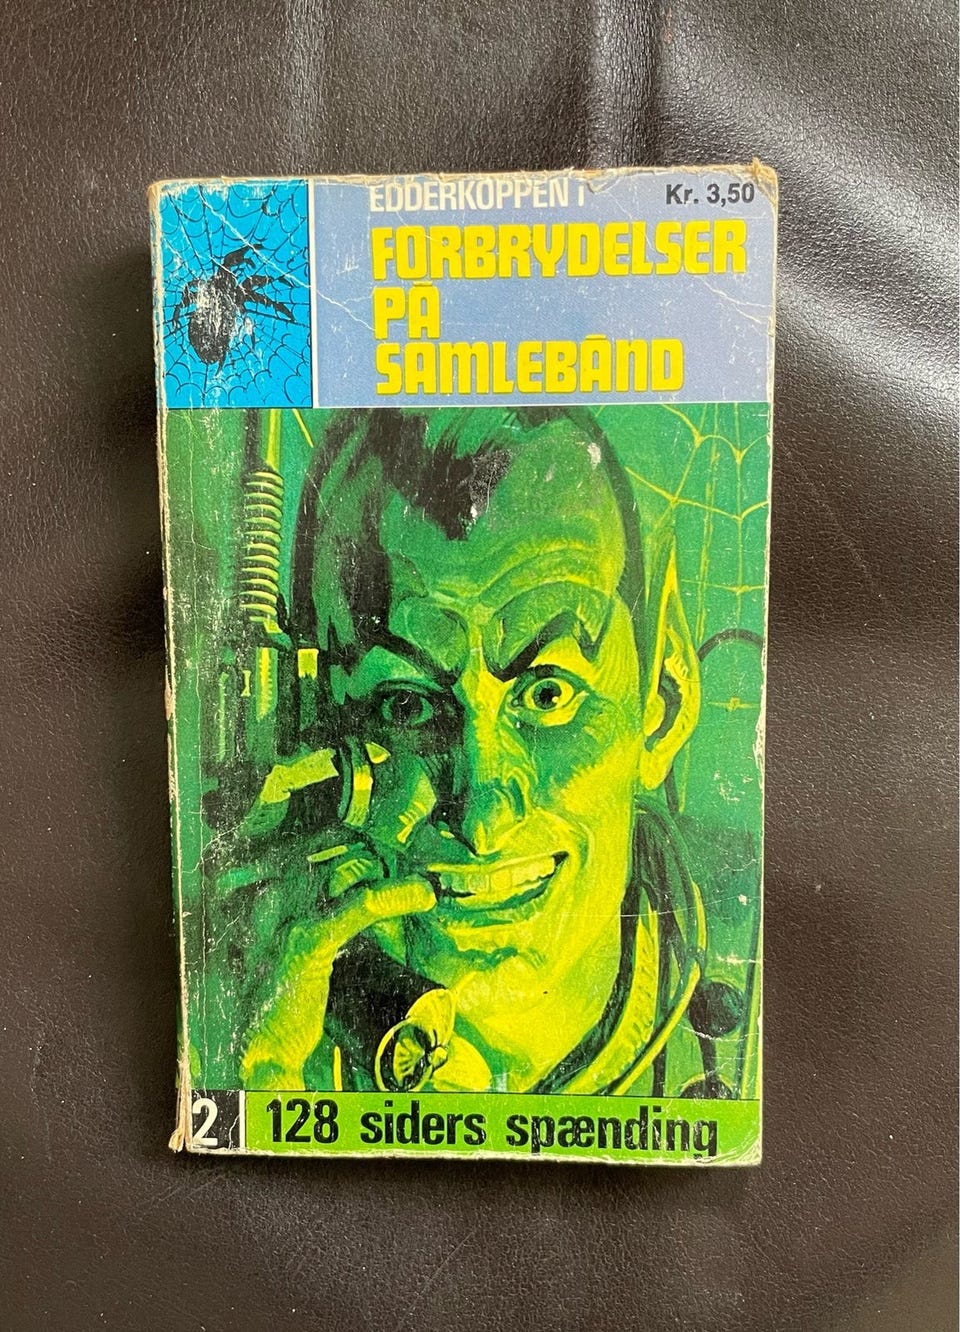 EDDERKOPPEN i
Kr. 3,50
FORBRYDELSER
PÅ
SAMLEBÅND
2
128 siders spænding